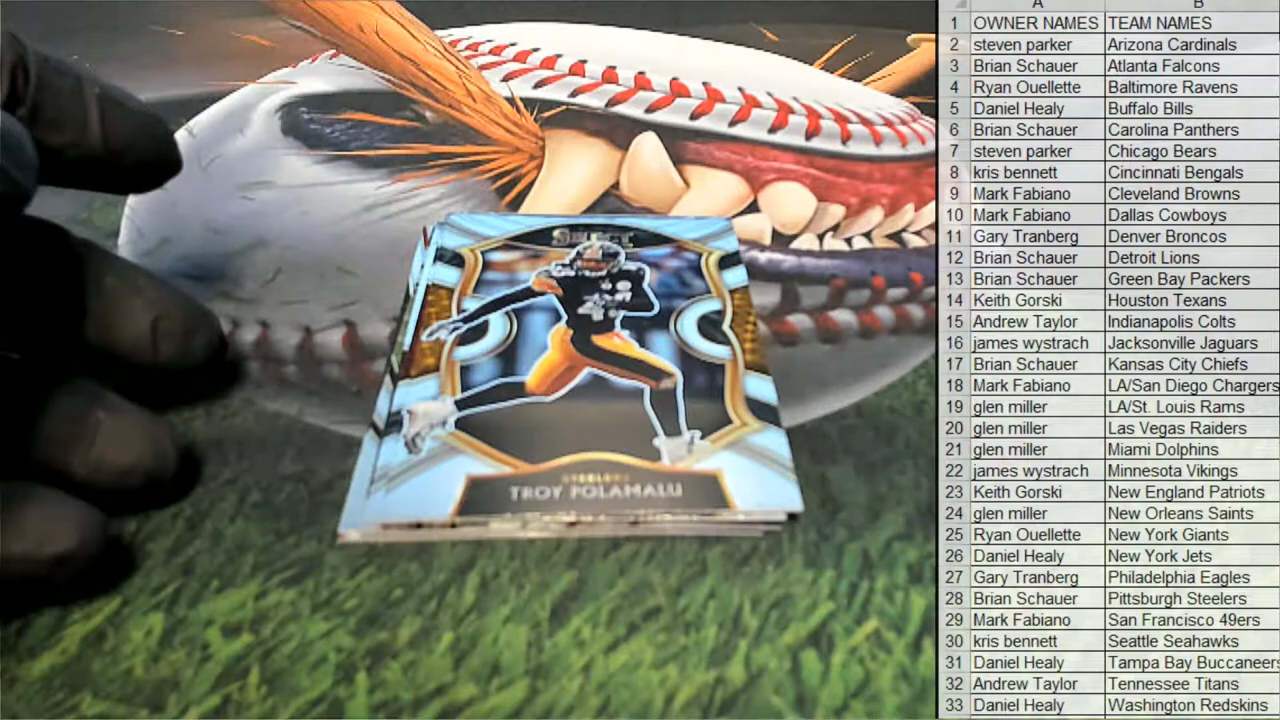 SELECT
STEELERS
TROY POLAMALU
A B
1 OWNER NAMES TEAM NAMES
2 steven parker Arizona Cardinals
3 Brian Schauer Atlanta Falcons
4 Ryan Ouellette Baltimore Ravens
5 Daniel Healy Buffalo Bills
6 Brian Schauer Carolina Panthers
7 steven parker Chicago Bears
8 kris bennett Cincinnati Bengals
9 Mark Fabiano Cleveland Browns
10 Mark Fabiano Dallas Cowboys
11 Gary Tranberg Denver Broncos
12 Brian Schauer Detroit Lions
13 Brian Schauer Green Bay Packers
14 Keith Gorski Houston Texans
15 Andrew Taylor Indianapolis Colts
16 james wystrach Jacksonville Jaguars
17 Brian Schauer Kansas City Chiefs
18 Mark Fabiano LA/San Diego Chargers
19 glen miller LA/St. Louis Rams
20 glen miller Las Vegas Raiders
21 glen miller Miami Dolphins
22 james wystrach Minnesota Vikings
23 Keith Gorski New England Patriots
24 glen miller New Orleans Saints
25 Ryan Ouellette New York Giants
26 Daniel Healy New York Jets
27 Gary Tranberg Philadelphia Eagles
28 Brian Schauer Pittsburgh Steelers
29 Mark Fabiano San Francisco 49ers
30 kris bennett Seattle Seahawks
31 Daniel Healy Tampa Bay Buccaneers
32 Andrew Taylor Tennessee Titans
33 Daniel Healy Washington Redskins